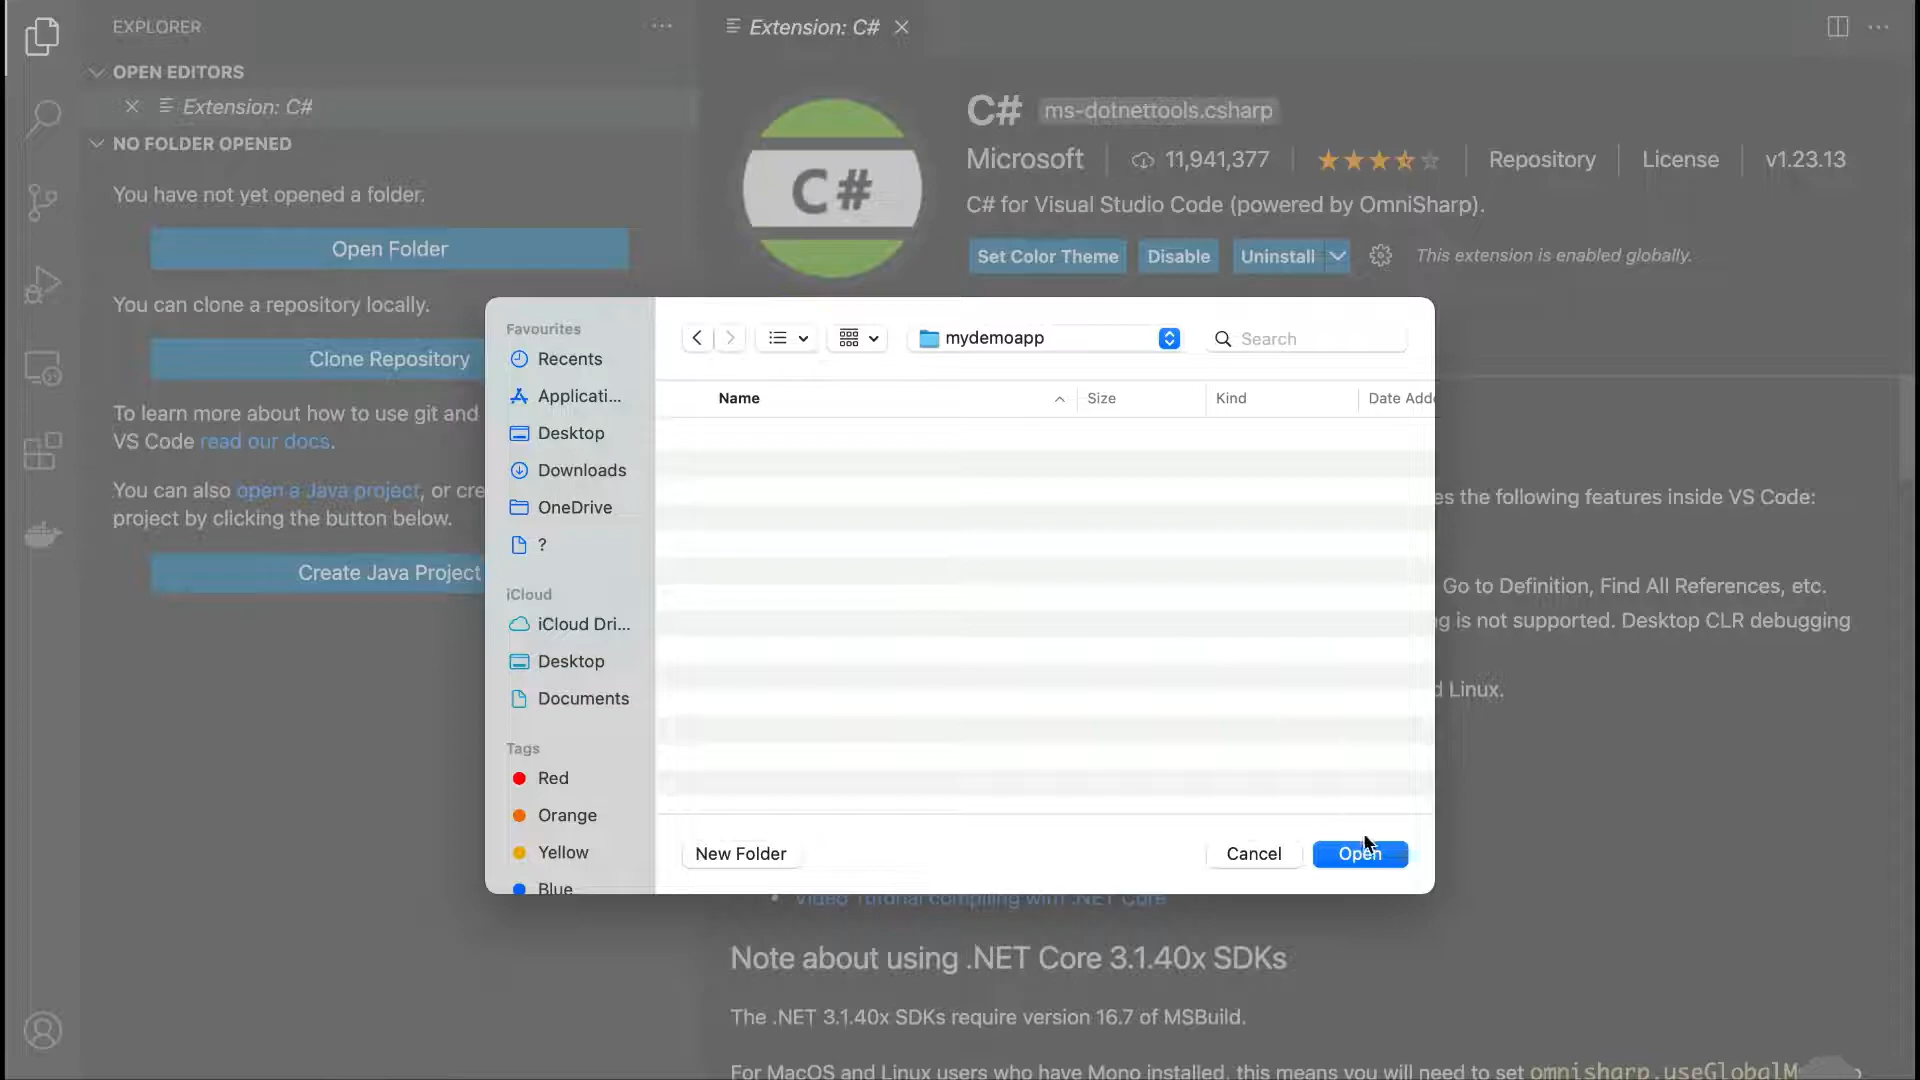 EXPLORER
Extension: C#
OPEN EDITORS
Extension: C#
NO FOLDER OPENED
You have not yet opened a folder.
Open Folder
You can clone a repository locally.
Clone Repository
To learn more about how to use git and
VS Code read our docs.
You can also open a Java project, or cre
project by clicking the button below.
Create Java Project
C#
C# ms-dotnettools.csharp
Microsoft 11,941,377 Repository License v1.23.13
C# for Visual Studio Code (powered by OmniSharp).
Set Color Theme Disable Uninstall This extension is enabled globally.
Favourites
Recents
Applicati...
Desktop
Downloads
OneDrive
?
iCloud
iCloud Dri...
Desktop
Documents
Tags
Red
Orange
Yellow
Blue
mydemoapp
Search
Name Size Kind Date Adde
New Folder Cancel Open
es the following features inside VS Code:
Go to Definition, Find All References, etc.
g is not supported. Desktop CLR debugging
d Linux.
Video Tutorial compiling with .NET Core
Note about using .NET Core 3.1.40x SDKs
The .NET 3.1.40x SDKs require version 16.7 of MSBuild.
For MacOS and Linux users who have Mono installed, this means you will need to set omnisharp.useGlobalM